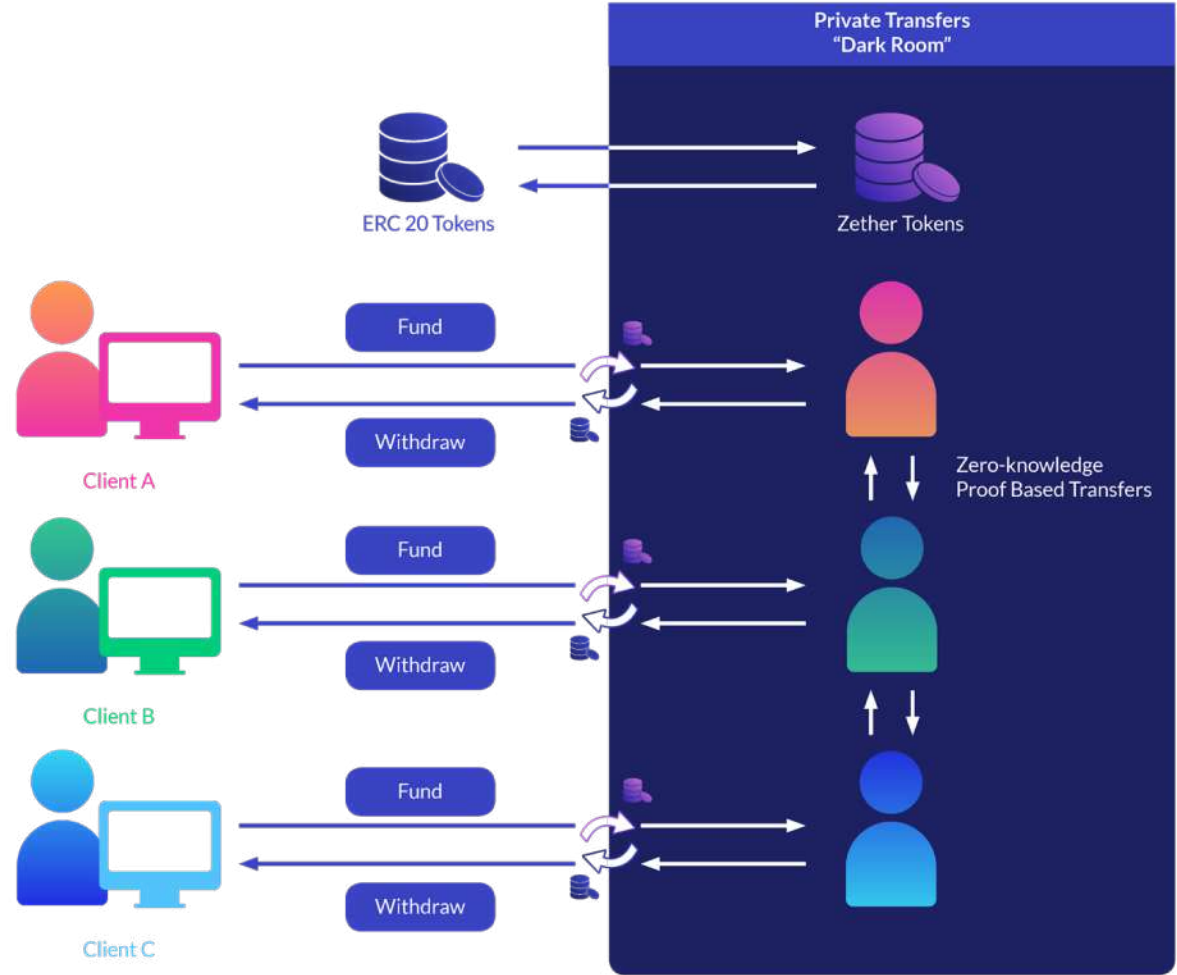 Private Transfers
“Dark Room”
ERC 20 Tokens
Zether Tokens
Fund
Withdraw
Client A
Zero-knowledge
Proof Based Transfers
Fund
Withdraw
Client B
Fund
Withdraw
Client C